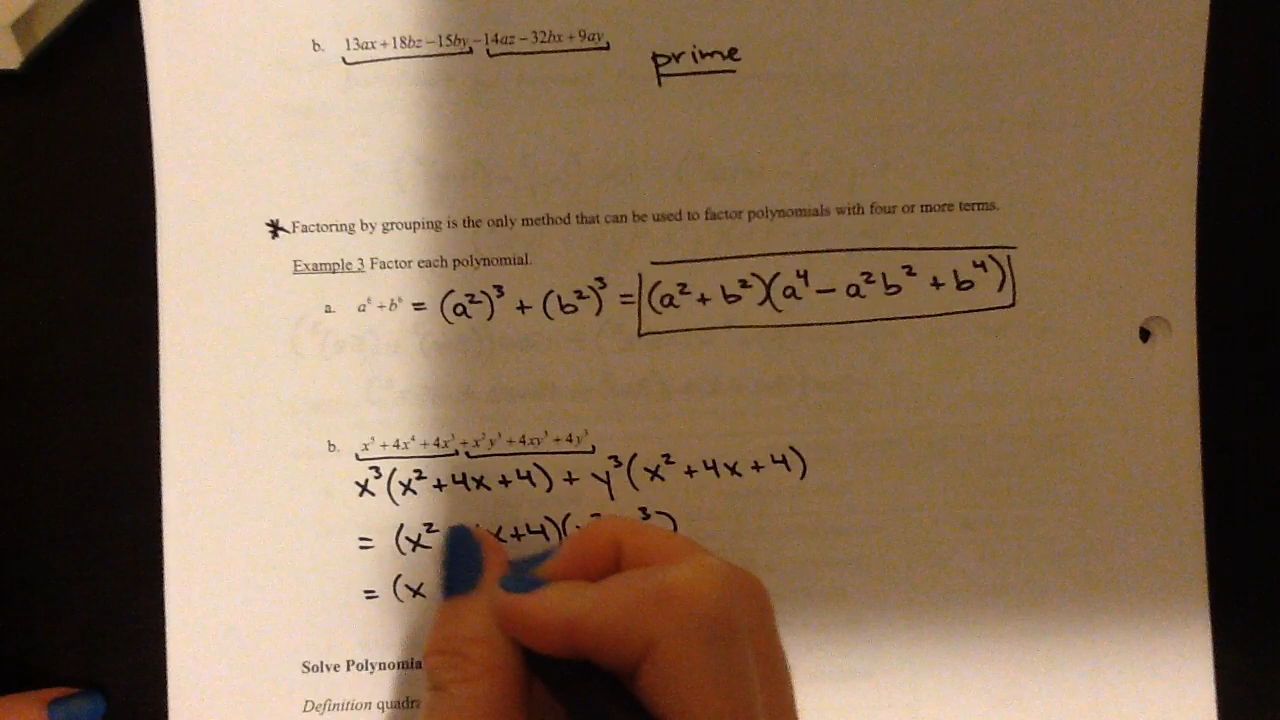 b. 13ax + 18bz − 15by − 14az − 32bx + 9ay
prime
* Factoring by grouping is the only method that can be used to factor polynomials with four or more terms.
Example 3 Factor each polynomial.
a. a⁶ + b⁶ = (a²)³ + (b²)³ = (a² + b²)(a⁴ − a²b² + b⁴)
b. x⁵ + 4x⁴ + 4x³ + x²y³ + 4xy³ + 4y³
x³(x² + 4x + 4) + y³(x² + 4x + 4)
= (x² x + 4)( ³)
= (x
Solve
Definition